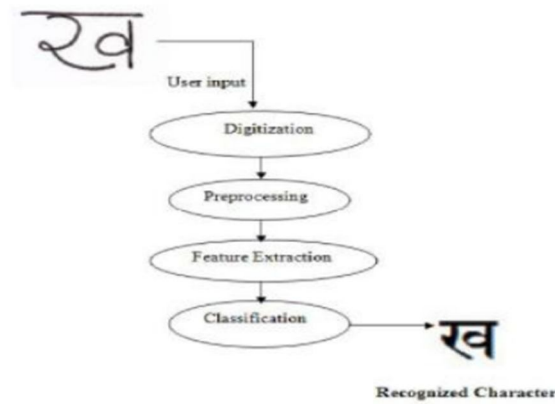 ख
User input
Digitization
Preprocessing
Feature Extraction
Classification
ख
Recognized Character